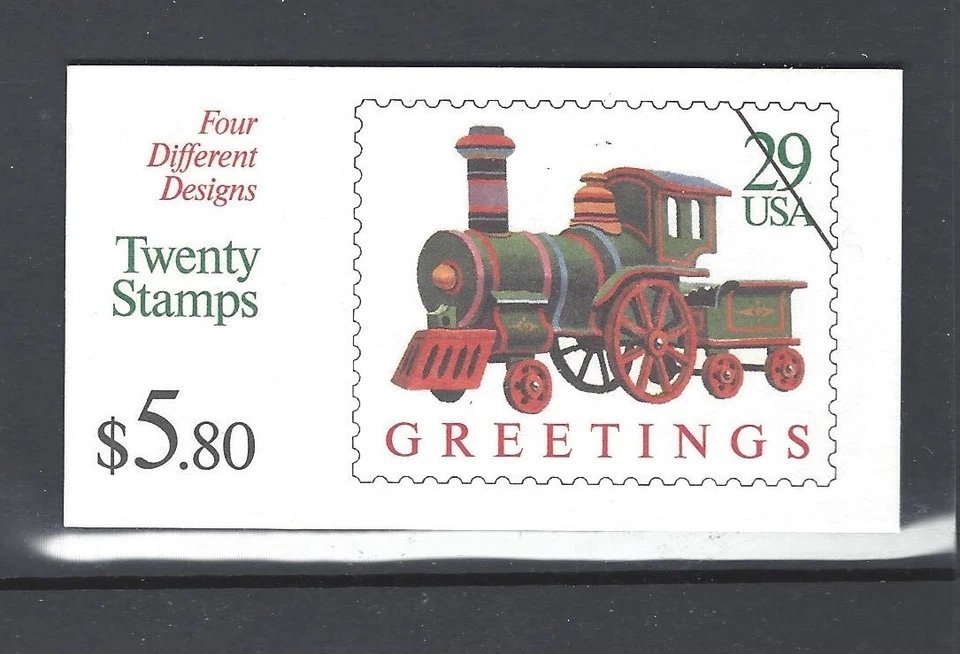 Four
Different
Designs
Twenty
Stamps
$5.80
29
USA
GREETINGS